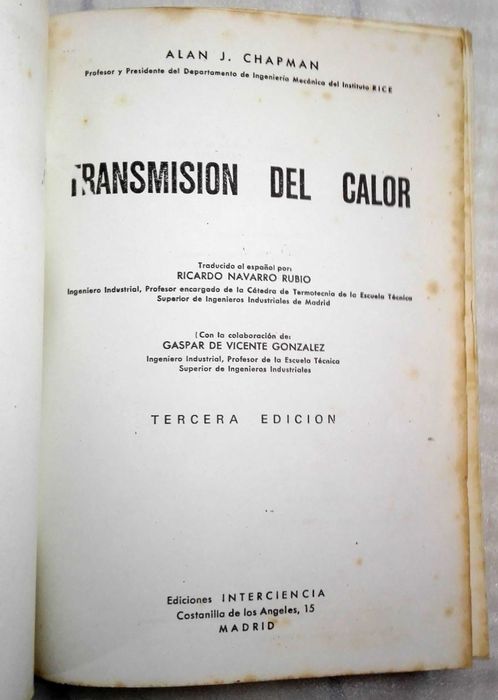 ALAN J. CHAPMAN
Profesor y Presidente del Departamento de Ingeniería Mecánica del Instituto RICE
TRANSMISION DEL CALOR
Traducido al español por:
RICARDO NAVARRO RUBIO
Ingeniero Industrial, Profesor encargado de la Cátedra de Termotecnia de la Escuela Técnica
Superior de Ingenieros Industriales de Madrid
(Con la colaboración de:
GASPAR DE VICENTE GONZALEZ
Ingeniero Industrial, Profesor de la Escuela Técnica
Superior de Ingenieros Industriales
TERCERA EDICION
Ediciones INTERCIENCIA
Costanilla de los Angeles, 15
MADRID